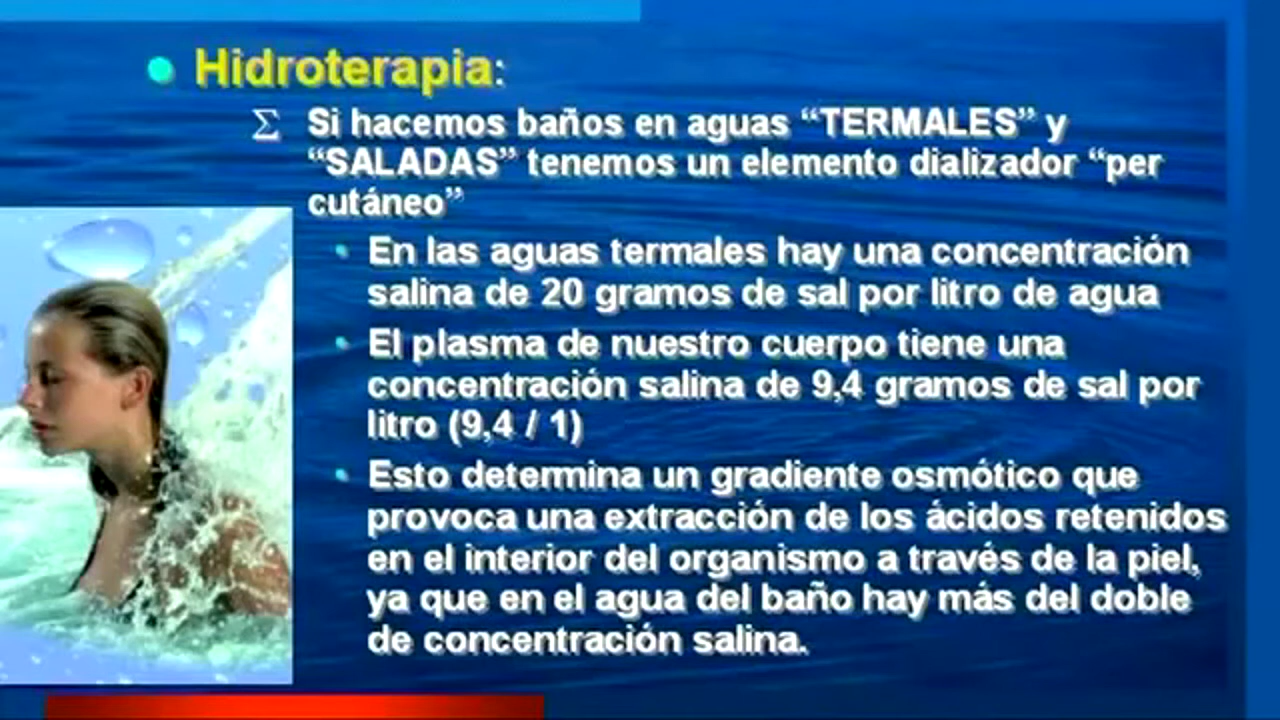 • Hidroterapia:
Σ Si hacemos baños en aguas “TERMALES” y
“SALADAS” tenemos un elemento dializador “per
cutáneo”
• En las aguas termales hay una concentración
salina de 20 gramos de sal por litro de agua
• El plasma de nuestro cuerpo tiene una
concentración salina de 9,4 gramos de sal por
litro (9,4 / 1)
• Esto determina un gradiente osmótico que
provoca una extracción de los ácidos retenidos
en el interior del organismo a través de la piel,
ya que en el agua del baño hay más del doble
de concentración salina.